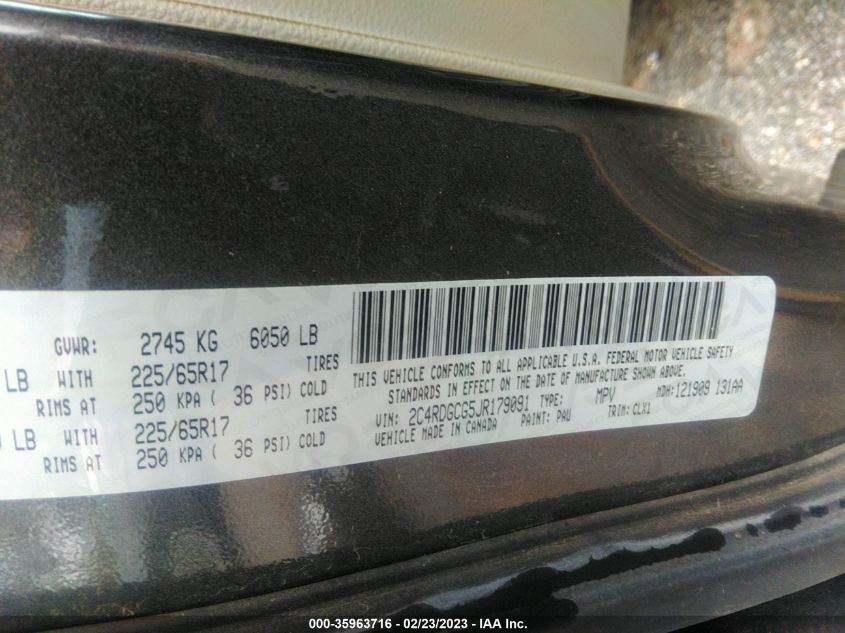 GVWR: 2745 KG 6050 LB
LB WITH 225/65R17 TIRES
RIMS AT 250 KPA ( 36 PSI) COLD
LB WITH 225/65R17 TIRES
RIMS AT 250 KPA ( 36 PSI) COLD
THIS VEHICLE CONFORMS TO ALL APPLICABLE U.S.A. FEDERAL MOTOR VEHICLE SAFETY
STANDARDS IN EFFECT ON THE DATE OF MANUFACTURE SHOWN ABOVE.
VIN: 2C4RDGCG5JR179091 TYPE: MPV MDH: 121909 131AA
VEHICLE MADE IN CANADA PAINT: PAU TRIM: CLX1
000-35963716 - 02/23/2023 - IAA Inc.